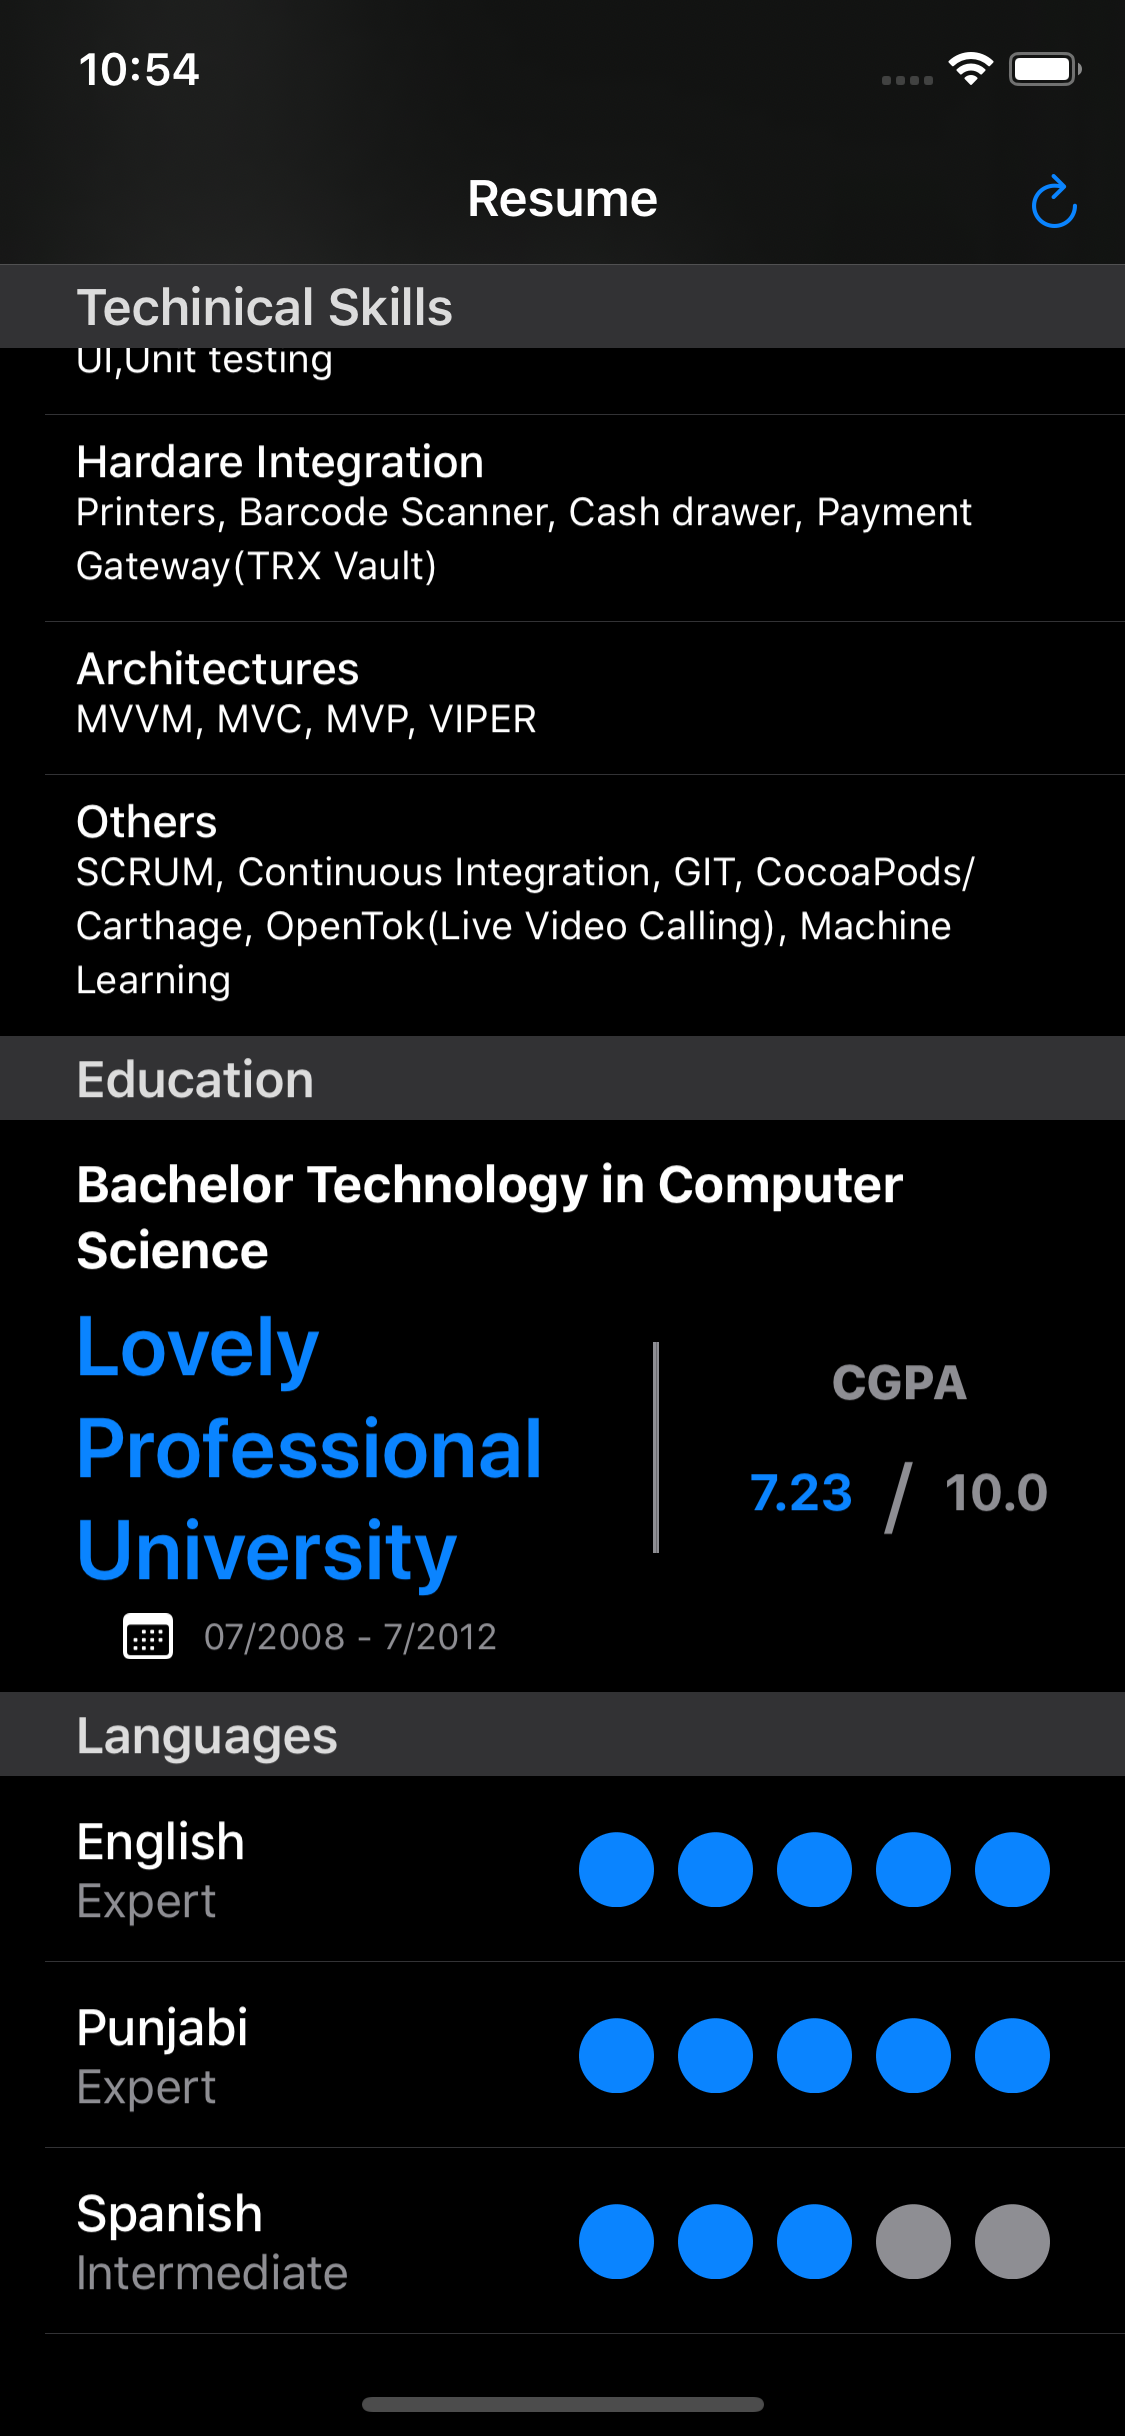 10:54
Resume
Techinical Skills
UI,Unit testing
Hardare Integration
Printers, Barcode Scanner, Cash drawer, Payment
Gateway(TRX Vault)
Architectures
MVVM, MVC, MVP, VIPER
Others
SCRUM, Continuous Integration, GIT, CocoaPods/
Carthage, OpenTok(Live Video Calling), Machine
Learning
Education
Bachelor Technology in Computer
Science
Lovely
Professional
University
CGPA
7.23 / 10.0
07/2008 - 7/2012
Languages
English
Expert
Punjabi
Expert
Spanish
Intermediate